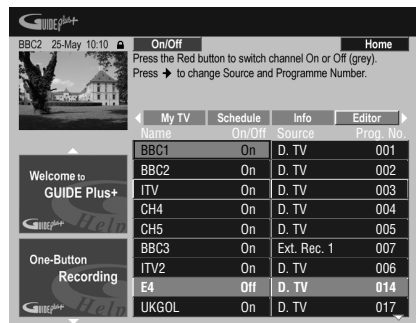 GUIDE plus+
BBC2 25-May 10:10
On/Off
Home
Press the Red button to switch channel On or Off (grey).
Press → to change Source and Programme Number.
My TV Schedule Info Editor
Name On/Off Source Prog. No.
BBC1 On D. TV 001
BBC2 On D. TV 002
ITV On D. TV 003
CH4 On D. TV 004
CH5 On D. TV 005
BBC3 On Ext. Rec. 1 007
ITV2 On D. TV 006
E4 Off D. TV 014
UKGOL On D. TV 017
Welcome to
GUIDE Plus+
GUIDE plus+ Help
One-Button
Recording
GUIDE plus+ Help